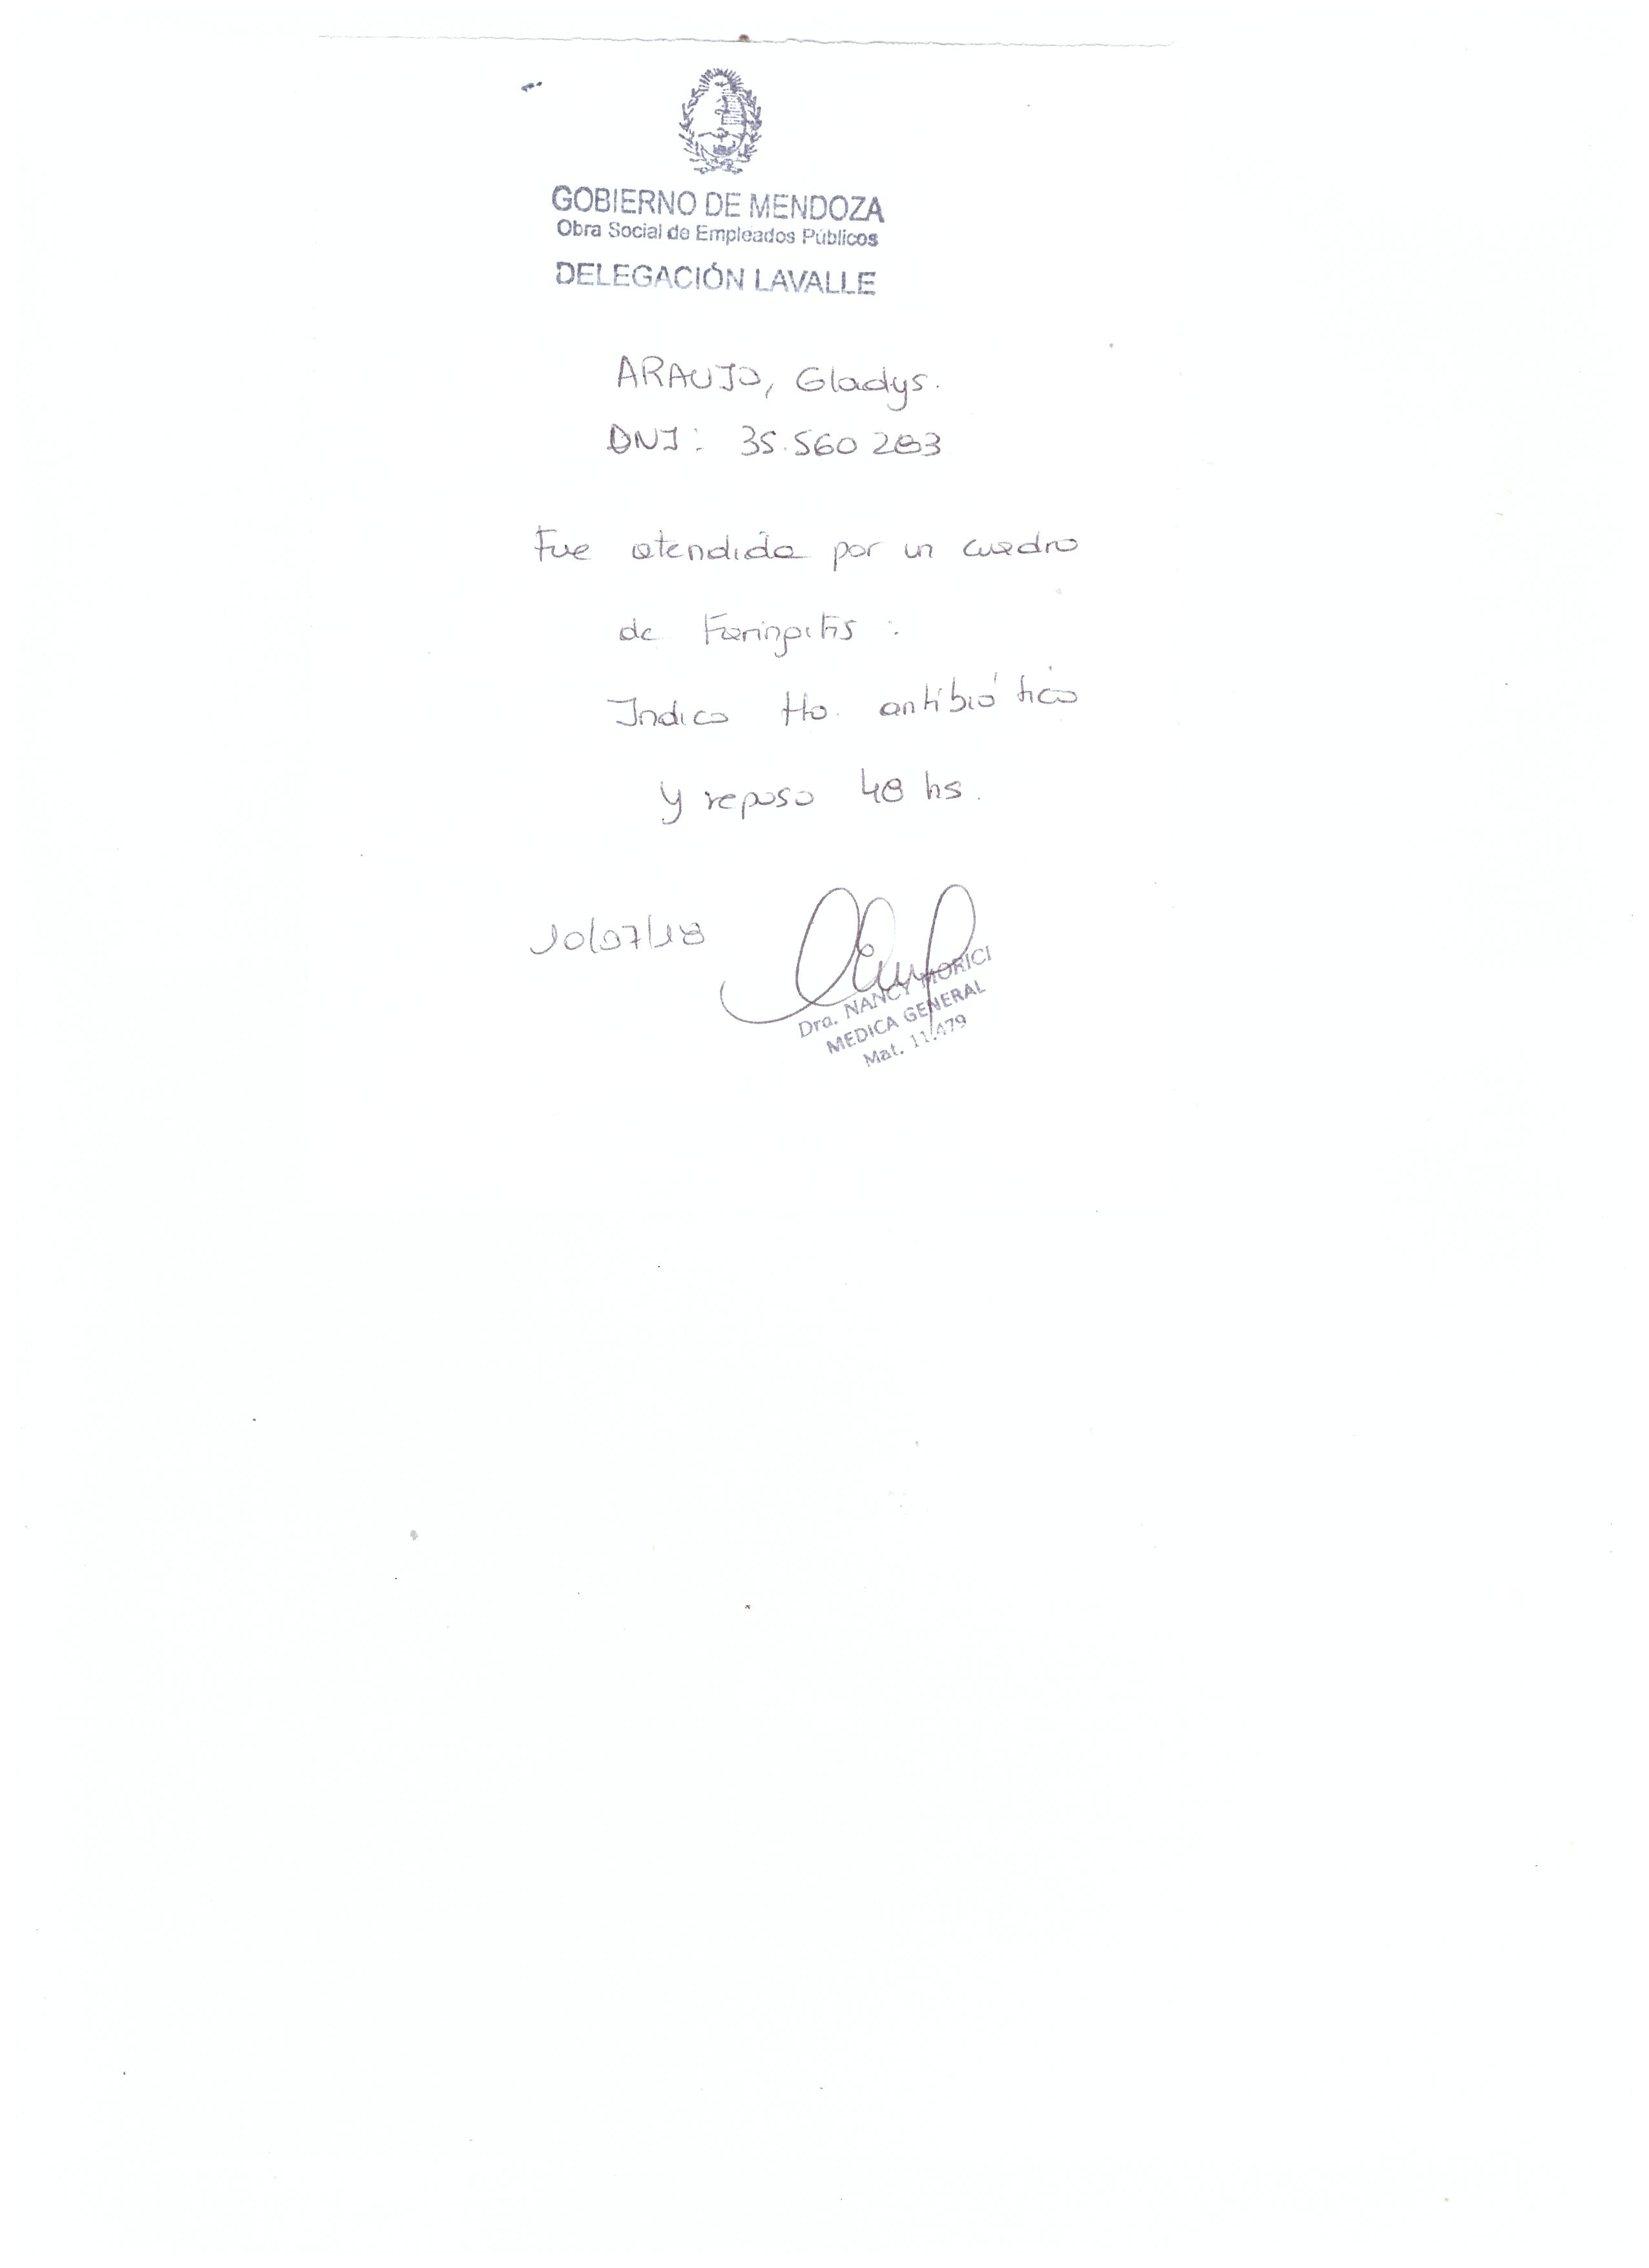 GOBIERNO DE MENDOZA
Obra Social de Empleados Públicos
DELEGACIÓN LAVALLE
ARAUJO, Gladys.
DNI: 35.560 283
Fue atendida por un cuadro
de Faringitis :
Indico tto. antibiótico
y reposo 48 hs.
10/07/18
Dra. NANCY MORICI
MEDICA GENERAL
Mat. 11.479